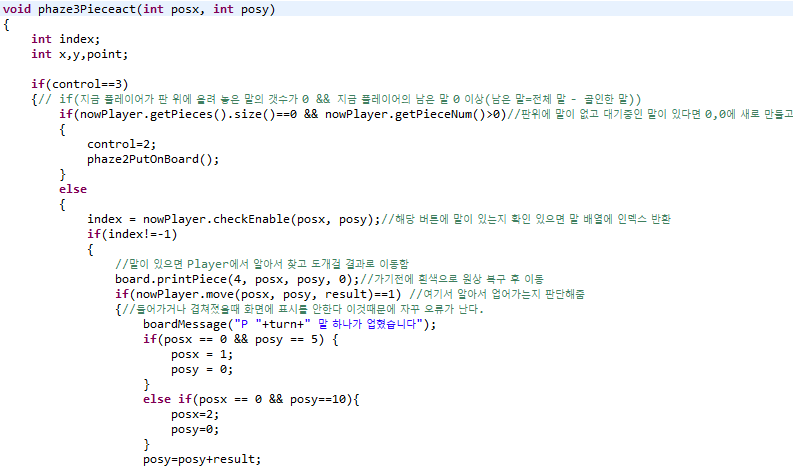 void phaze3Pieceact(int posx, int posy)
{
    int index;
    int x,y,point;

    if(control==3)
    {// if(지금 플레이어가 판 위에 올려 놓은 말의 갯수가 0 && 지금 플레이어의 남은 말 0 이상(남은 말=전체 말 - 골인한 말))
        if(nowPlayer.getPieces().size()==0 && nowPlayer.getPieceNum()>0)//판위에 말이 없고 대기중인 말이 있다면 0,0에 새로 만들고
        {
            control=2;
            phaze2PutOnBoard();
        }
        else
        {
            index = nowPlayer.checkEnable(posx, posy);//해당 버튼에 말이 있는지 확인 있으면 말 배열에 인덱스 반환
            if(index!=-1)
            {
                //말이 있으면 Player에서 알아서 찾고 도개걸 결과로 이동함
                board.printPiece(4, posx, posy, 0);//가기전에 흰색으로 원상 복구 후 이동
                if(nowPlayer.move(posx, posy, result)==1) //여기서 알아서 업어가는지 판단해줌
                {//들어가거나 겹쳐졌을때 화면에 표시를 안한다 이것때문에 자꾸 오류가 난다.
                    boardMessage("P "+turn+" 말 하나가 업혔습니다");
                    if(posx == 0 && posy == 5) {
                        posx = 1;
                        posy = 0;
                    }
                    else if(posx == 0 && posy==10){
                        posx=2;
                        posy=0;
                    }
                    posy=posy+result;